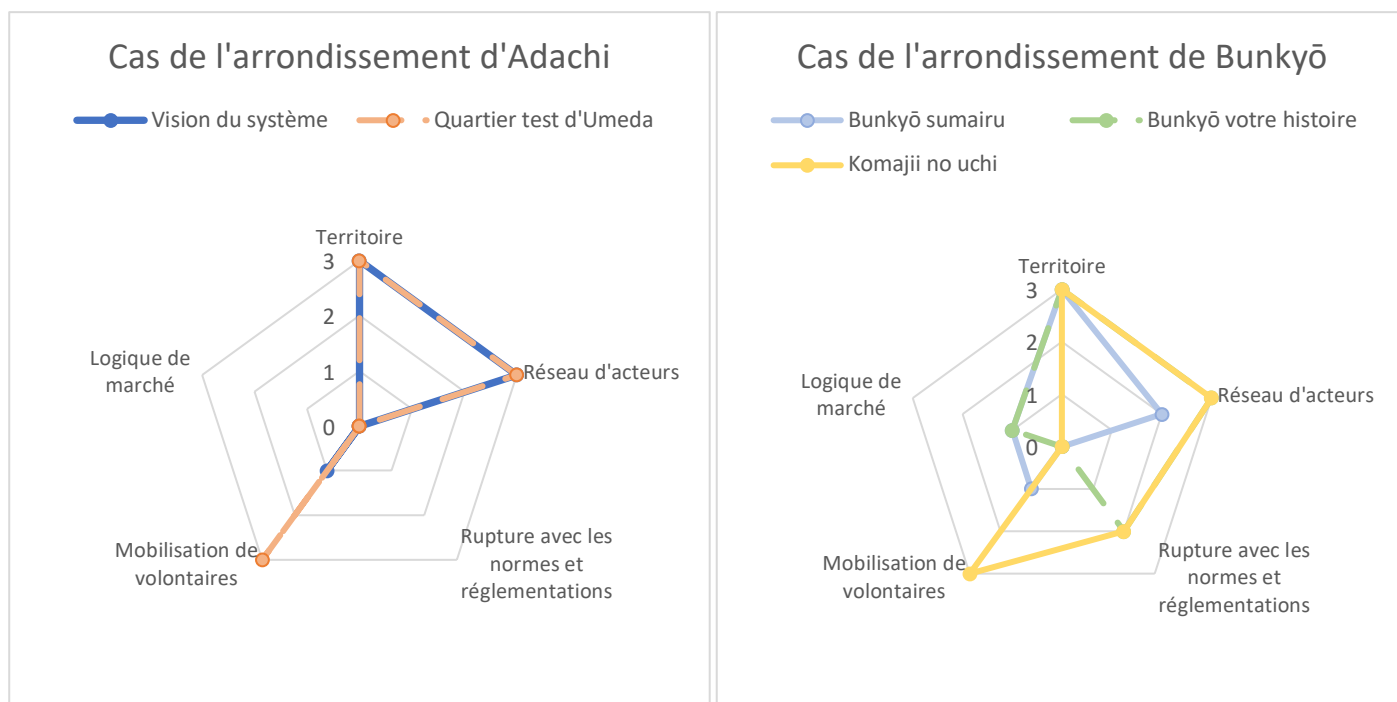 Cas de l'arrondissement d'Adachi
Vision du système
Quartier test d'Umeda
Territoire
3
2
1
0
Logique de
marché
Réseau d'acteurs
Mobilisation de
volontaires
Rupture avec les
normes et
réglementations
Cas de l'arrondissement de Bunkyō
Bunkyō sumairu
Bunkyō votre histoire
Komajii no uchi
Territoire
3
2
1
0
Logique de
marché
Réseau d'acteurs
Mobilisation de
volontaires
Rupture avec les
normes et
réglementations